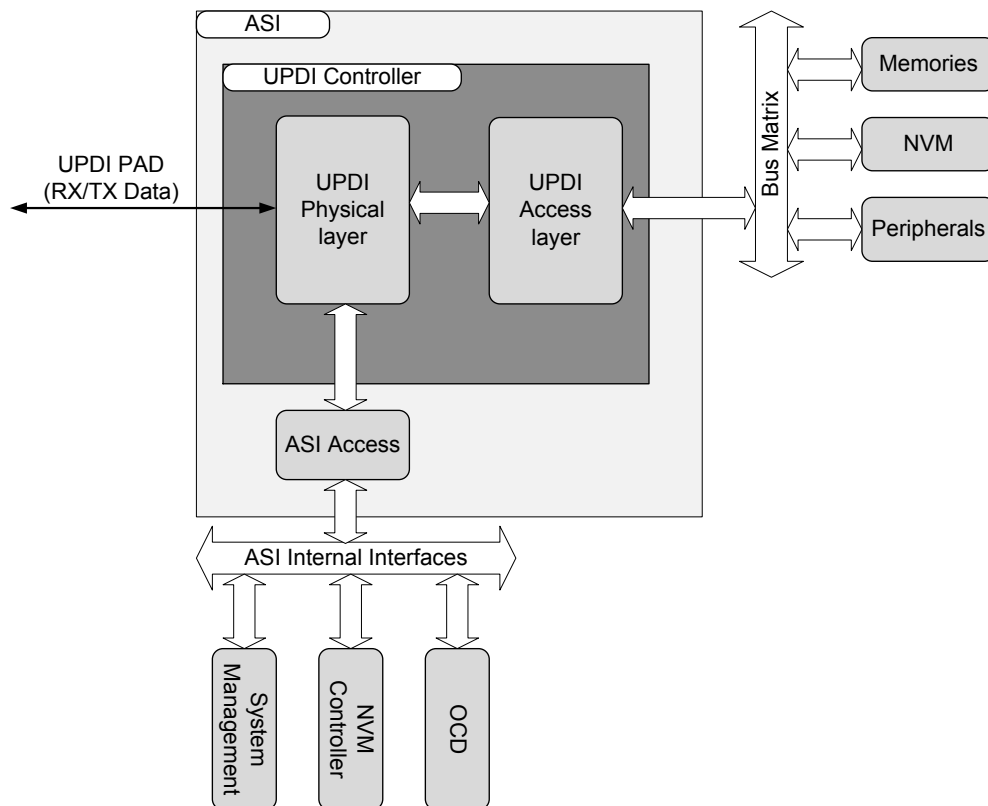 ASI
UPDI Controller
UPDI PAD
(RX/TX Data)
UPDI
Physical
layer
UPDI
Access
layer
Bus Matrix
Memories
NVM
Peripherals
ASI Access
ASI Internal Interfaces
System
Management
NVM
Controller
OCD